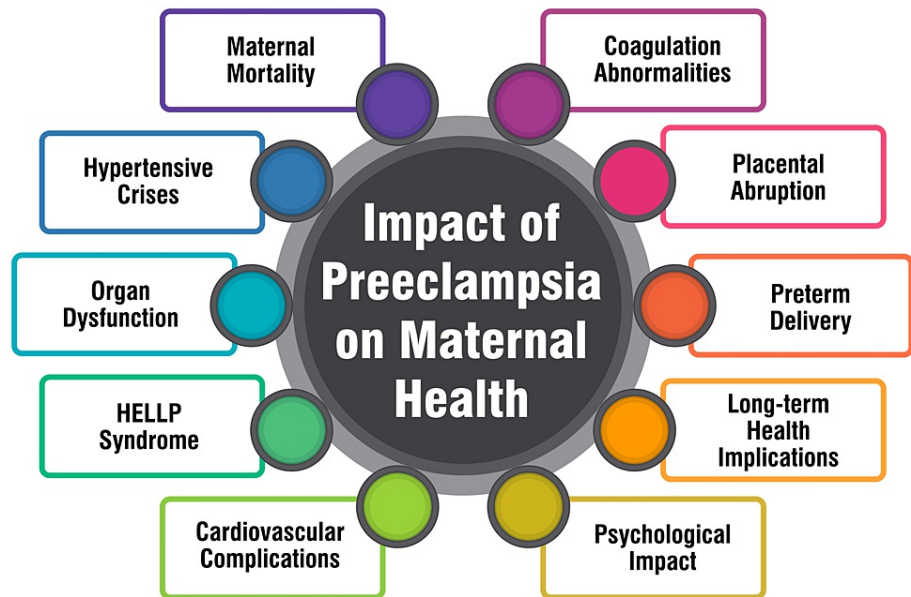 Maternal
Mortality
Coagulation
Abnormalities
Hypertensive
Crises
Placental
Abruption
Impact of
Preeclampsia
on Maternal
Health
Organ
Dysfunction
Preterm
Delivery
HELLP
Syndrome
Long-term
Health
Implications
Cardiovascular
Complications
Psychological
Impact